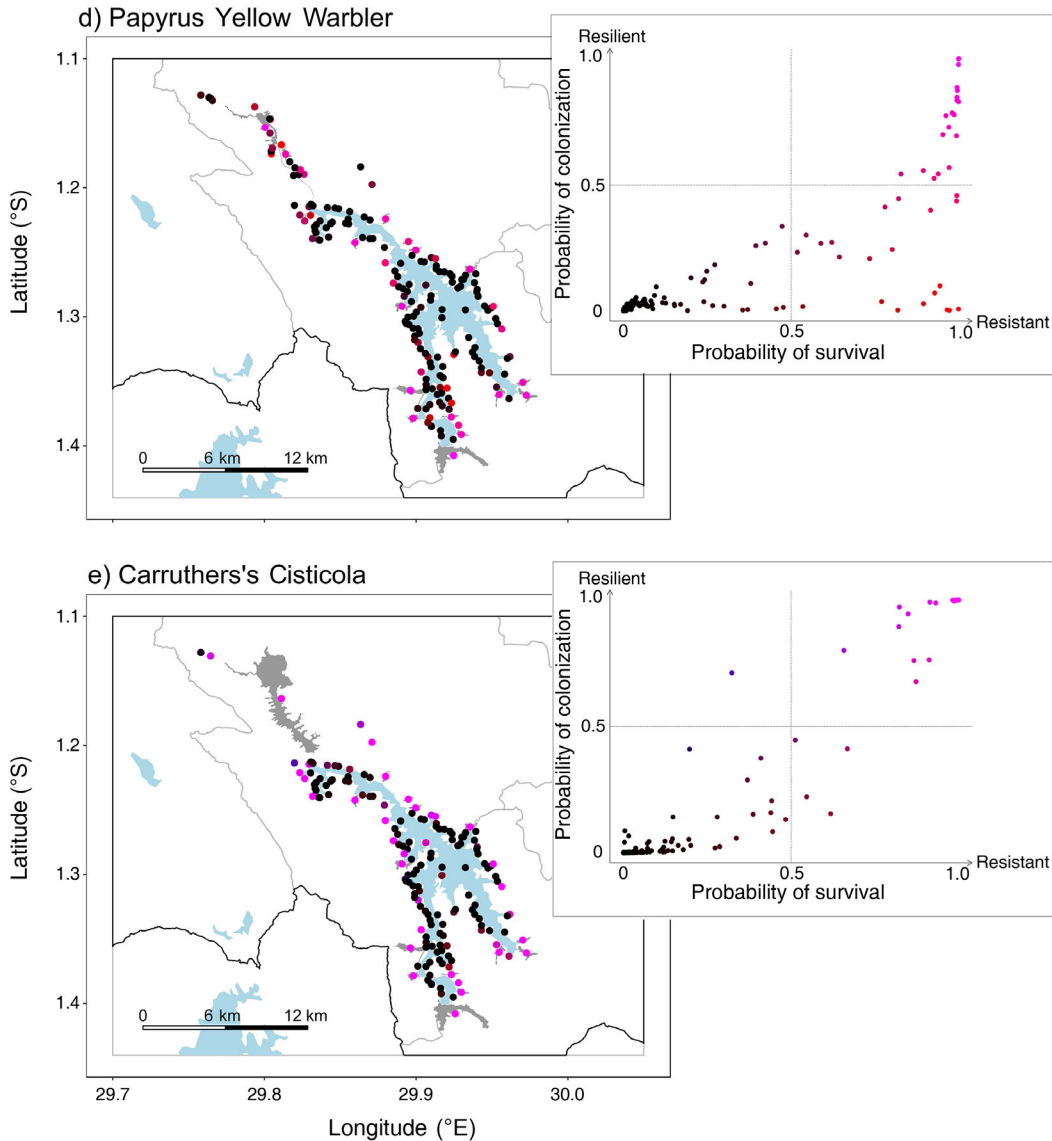 d) Papyrus Yellow Warbler
1.1
1.2
1.3
1.4
Latitude (°S)
0 6 km 12 km
Resilient
1.0
0.5
0
Probability of colonization
0 0.5 1.0
Resistant
Probability of survival
e) Carruthers's Cisticola
1.1
1.2
1.3
1.4
Latitude (°S)
0 6 km 12 km
29.7 29.8 29.9 30.0
Longitude (°E)
Resilient
1.0
0.5
0
Probability of colonization
0 0.5 1.0
Resistant
Probability of survival